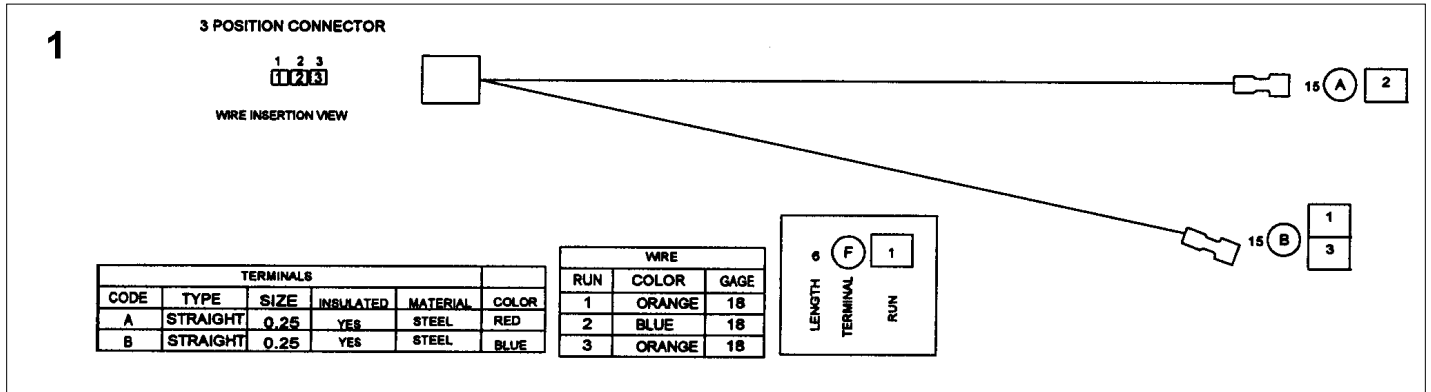 1
3 POSITION CONNECTOR
1 2 3
1 2 3
WIRE INSERTION VIEW
15 A 2
15 B 1
3
6 F 1
LENGTH
TERMINAL
RUN
TERMINALS
CODE TYPE SIZE INSULATED MATERIAL COLOR
A STRAIGHT 0.25 YES STEEL RED
B STRAIGHT 0.25 YES STEEL BLUE
WIRE
RUN COLOR GAGE
1 ORANGE 18
2 BLUE 18
3 ORANGE 18